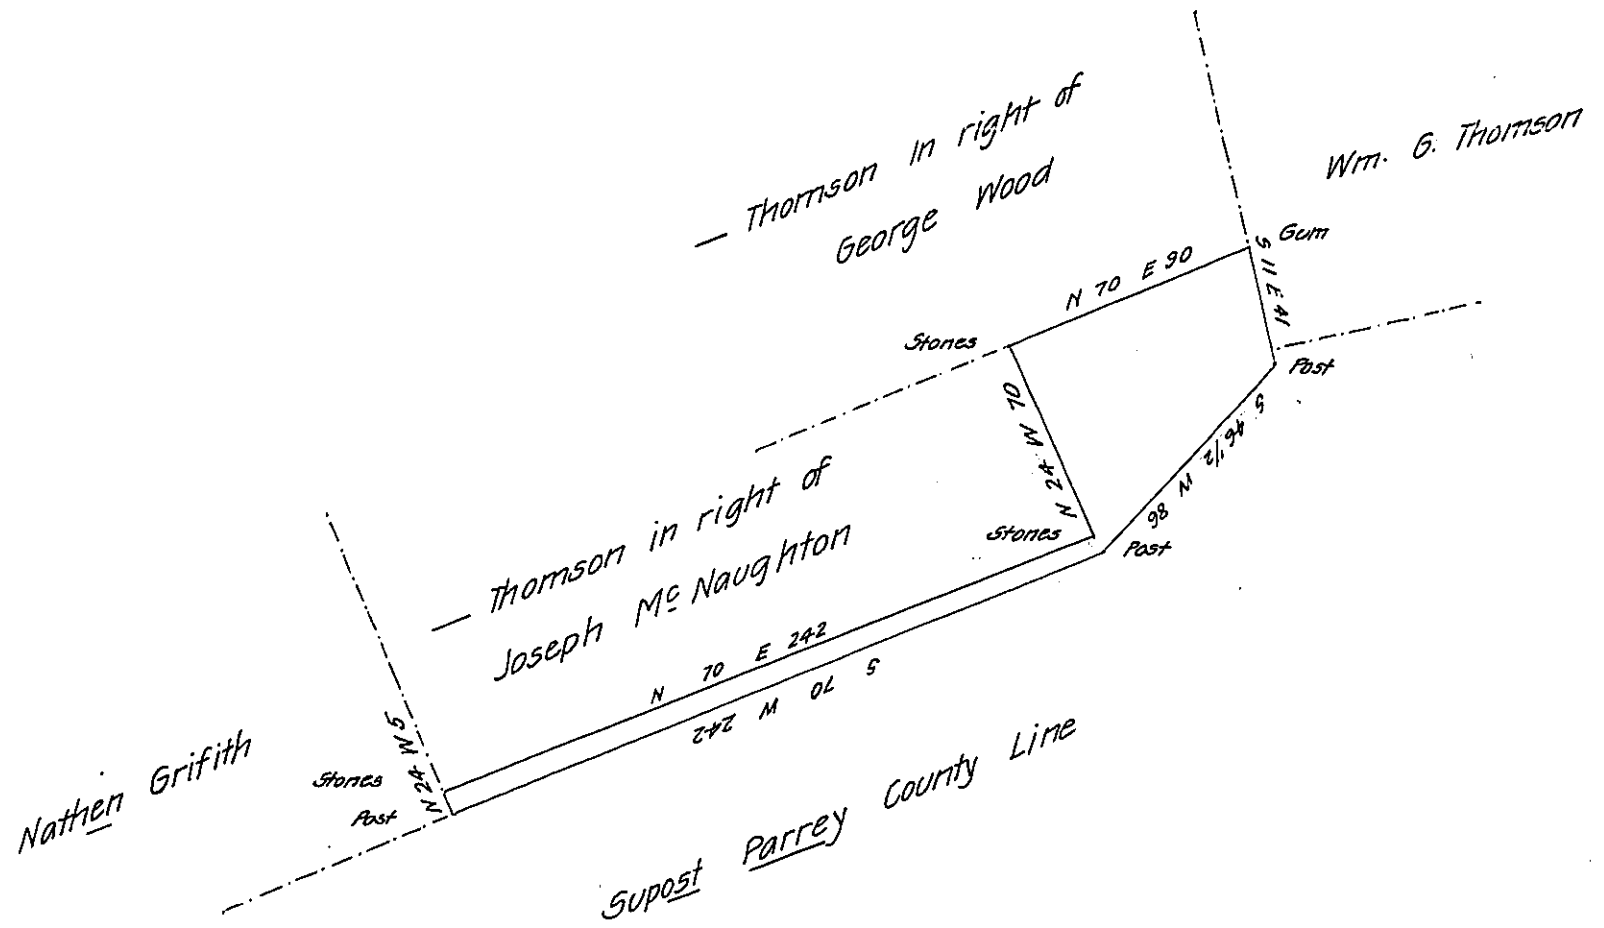 — Thomson In right of
George Wood
Wm. G. Thomson
Gum
N 70 E 90
S 11 E 41
Stones
Post
N 24 W 70
S 46 1/2 W 98
— Thomson in right of
Joseph Mc Naughton
Stones
Post
N 70 E 242
S 70 W 242
N 24 W 5
Nathen Grifith
Stones
Post
Supost Parrey County Line